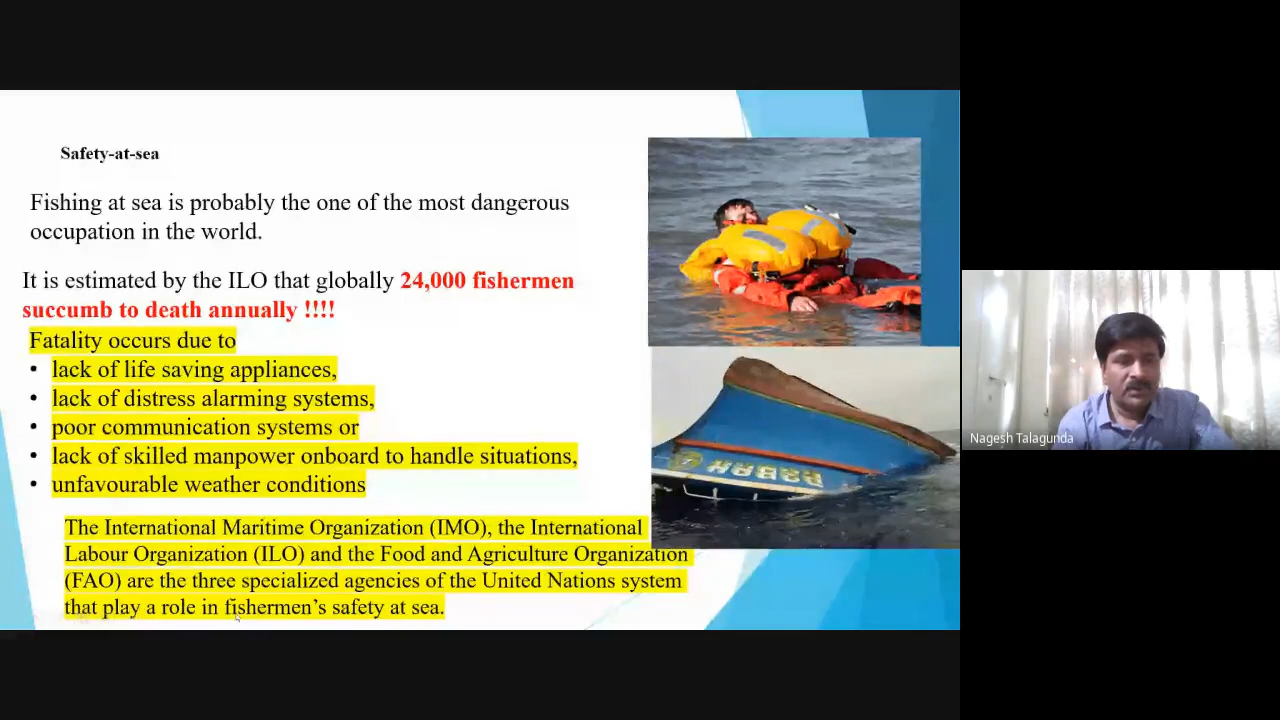 Safety-at-sea
Fishing at sea is probably the one of the most dangerous
occupation in the world.
It is estimated by the ILO that globally 24,000 fishermen
succumb to death annually !!!!
Fatality occurs due to
• lack of life saving appliances,
• lack of distress alarming systems,
• poor communication systems or
• lack of skilled manpower onboard to handle situations,
• unfavourable weather conditions
The International Maritime Organization (IMO), the International
Labour Organization (ILO) and the Food and Agriculture Organization
(FAO) are the three specialized agencies of the United Nations system
that play a role in fishermen’s safety at sea.
Nagesh Talagunda